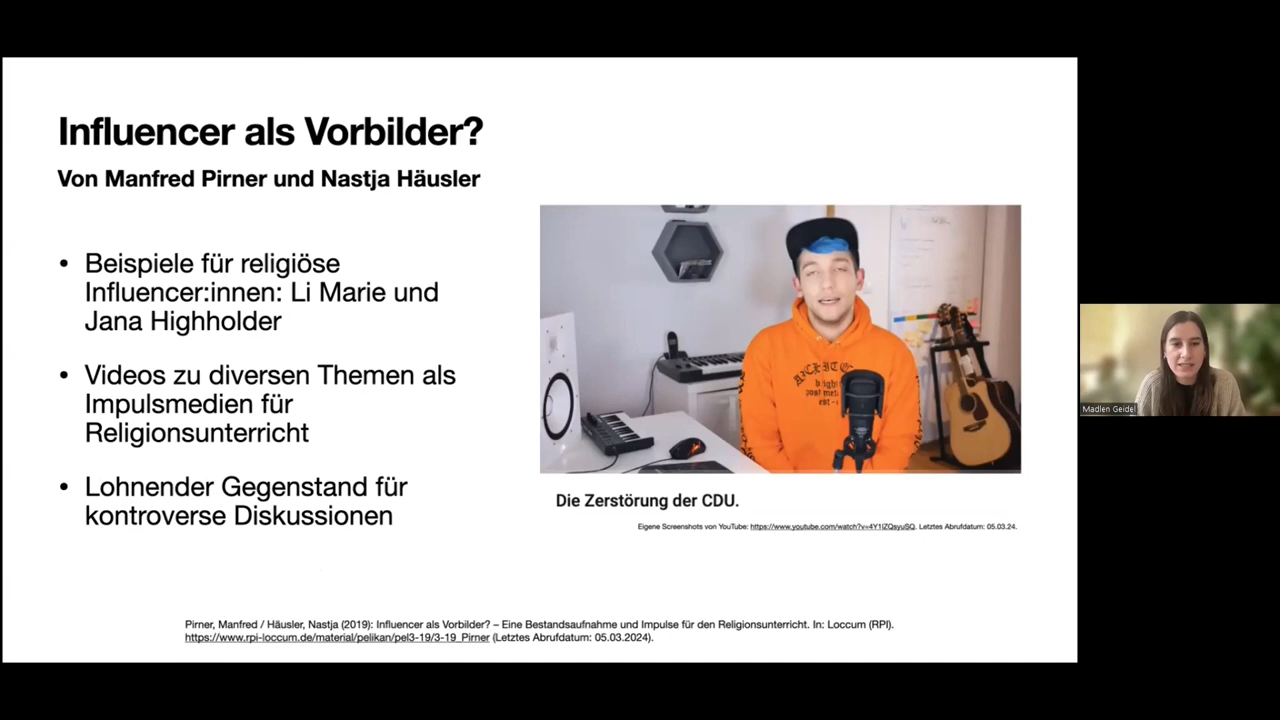 Influencer als Vorbilder?
Von Manfred Pirner und Nastja Häusler
• Beispiele für religiöse
Influencer:innen: Li Marie und
Jana Highholder
• Videos zu diversen Themen als
Impulsmedien für
Religionsunterricht
• Lohnender Gegenstand für
kontroverse Diskussionen
Die Zerstörung der CDU.
Eigene Screenshots von YouTube: https://www.youtube.com/watch?v=4Y1lZQsyuSQ. Letztes Abrufdatum: 05.03.24.
Pirner, Manfred / Häusler, Nastja (2019): Influencer als Vorbilder? – Eine Bestandsaufnahme und Impulse für den Religionsunterricht. In: Loccum (RPI).
https://www.rpi-loccum.de/material/pelikan/pel3-19/3-19_Pirner (Letztes Abrufdatum: 05.03.2024).
Madlen Geidel